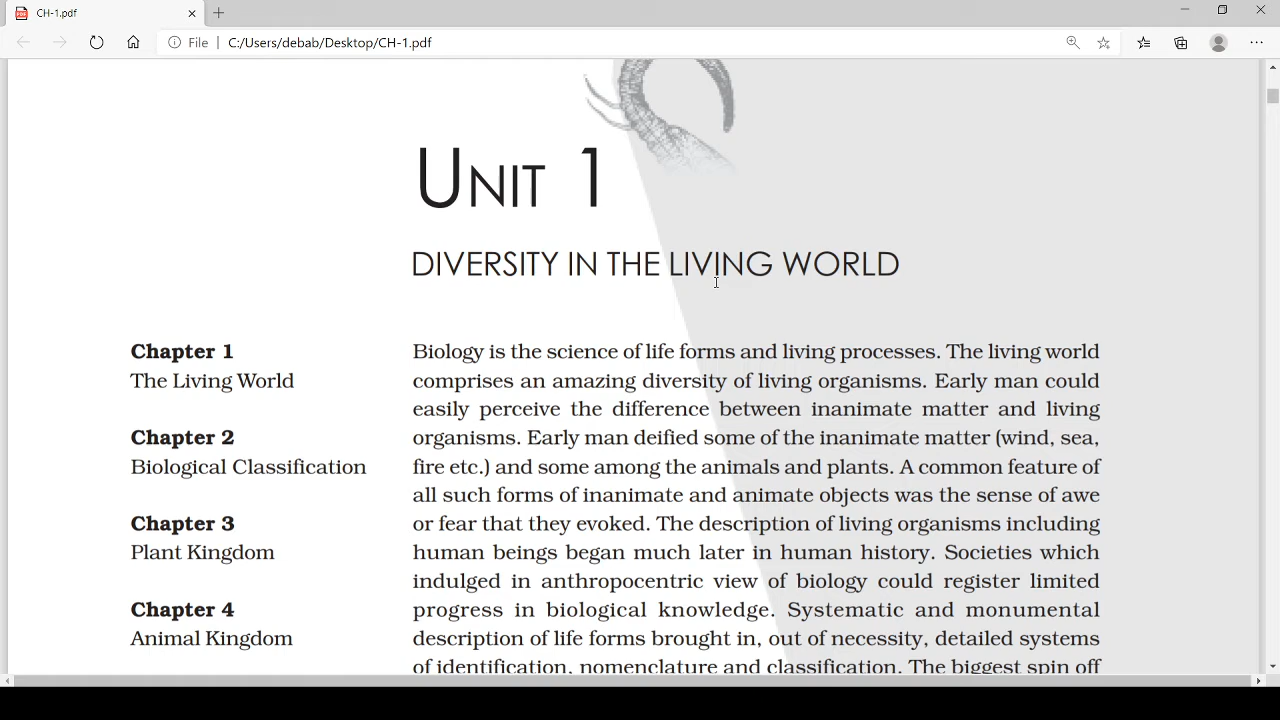 CH-1.pdf
File | C:/Users/debab/Desktop/CH-1.pdf
UNIT 1
DIVERSITY IN THE LIVING WORLD
Chapter 1
The Living World
Chapter 2
Biological Classification
Chapter 3
Plant Kingdom
Chapter 4
Animal Kingdom
Biology is the science of life forms and living processes. The living world
comprises an amazing diversity of living organisms. Early man could
easily perceive the difference between inanimate matter and living
organisms. Early man deified some of the inanimate matter (wind, sea,
fire etc.) and some among the animals and plants. A common feature of
all such forms of inanimate and animate objects was the sense of awe
or fear that they evoked. The description of living organisms including
human beings began much later in human history. Societies which
indulged in anthropocentric view of biology could register limited
progress in biological knowledge. Systematic and monumental
description of life forms brought in, out of necessity, detailed systems
of identification, nomenclature and classification. The biggest spin off